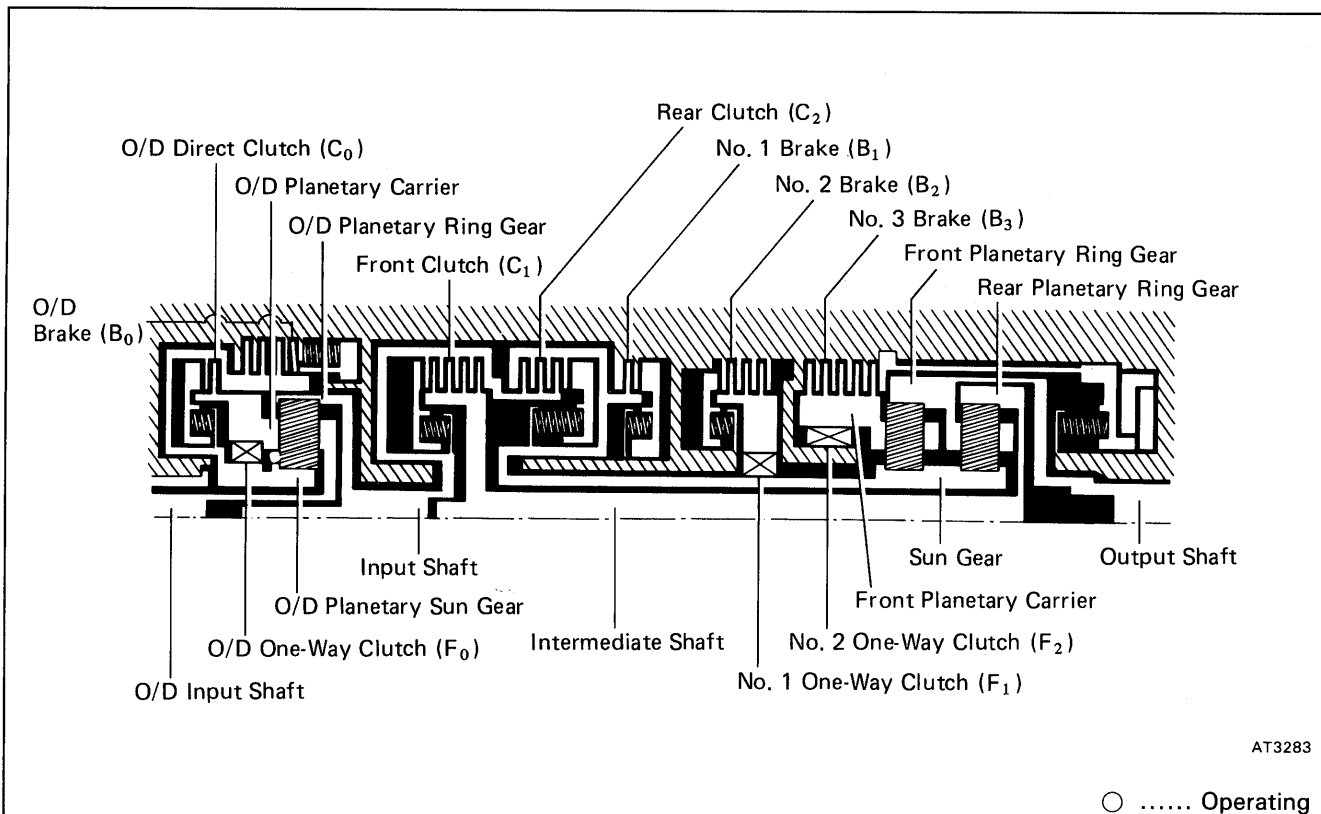 Rear Clutch (C₂)
O/D Direct Clutch (C₀)
No. 1 Brake (B₁)
O/D Planetary Carrier
No. 2 Brake (B₂)
O/D Planetary Ring Gear
No. 3 Brake (B₃)
Front Clutch (C₁)
Front Planetary Ring Gear
Rear Planetary Ring Gear
O/D
Brake (B₀)
Input Shaft
Sun Gear
Output Shaft
O/D Planetary Sun Gear
Front Planetary Carrier
O/D One-Way Clutch (F₀)
Intermediate Shaft
No. 2 One-Way Clutch (F₂)
O/D Input Shaft
No. 1 One-Way Clutch (F₁)
AT3283
○ ...... Operating